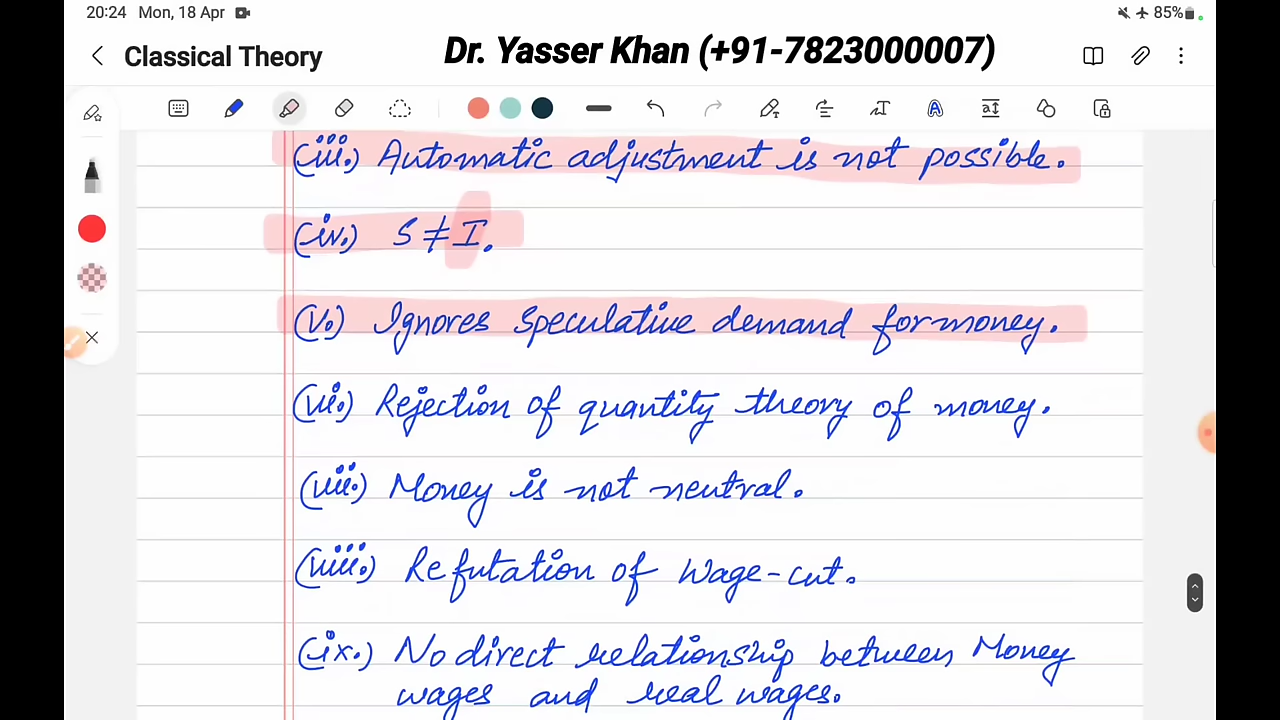 20:24 Mon, 18 Apr
85%
Classical Theory
Dr. Yasser Khan (+91-7823000007)
(iii.) Automatic adjustment is not possible.
(iv.) S ≠ I.
(v.) Ignores speculative demand for money.
(vi.) Rejection of quantity theory of money.
(vii.) Money is not neutral.
(viii.) Refutation of wage-cut.
(ix.) No direct relationship between Money
wages and real wages.